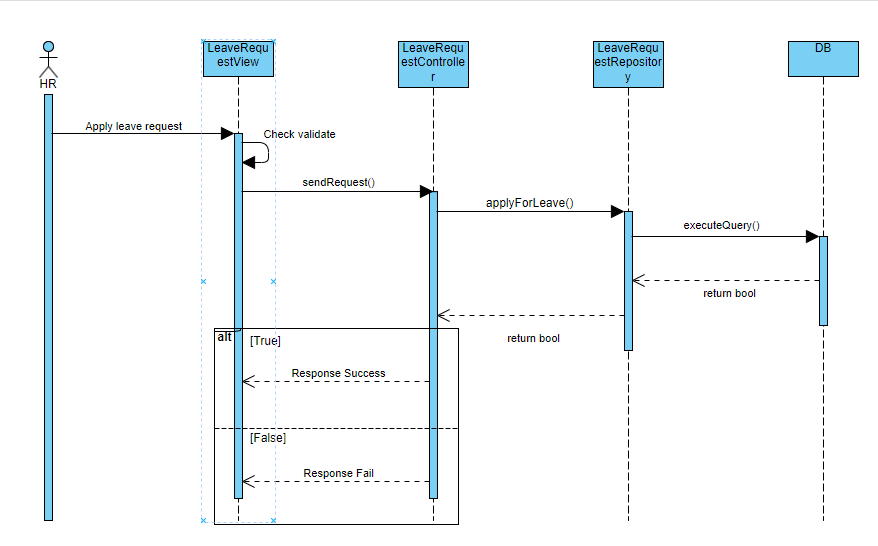 LeaveRequ
estView
LeaveRequ
estControlle
r
LeaveRequ
estRepositor
y
DB
HR
Apply leave request
Check validate
sendRequest()
applyForLeave()
executeQuery()
return bool
return bool
alt
[True]
Response Success
[False]
Response Fail